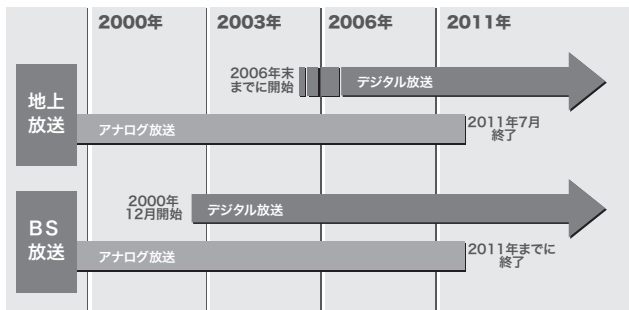 2000年
2003年
2006年
2011年
地上
放送
2006年末
までに開始
デジタル放送
アナログ放送
2011年7月
終了
BS
放送
2000年
12月開始
デジタル放送
アナログ放送
2011年までに
終了